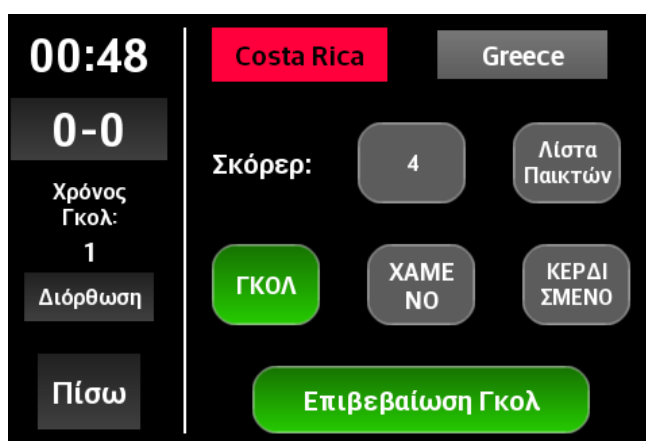 00:48
0-0
Χρόνος
Γκολ:
1
Διόρθωση
Πίσω
Costa Rica
Greece
Σκόρερ:
4
Λίστα
Παικτών
ΓΚΟΛ
ΧΑΜΕ
ΝΟ
ΚΕΡΔΙ
ΣΜΕΝΟ
Επιβεβαίωση Γκολ